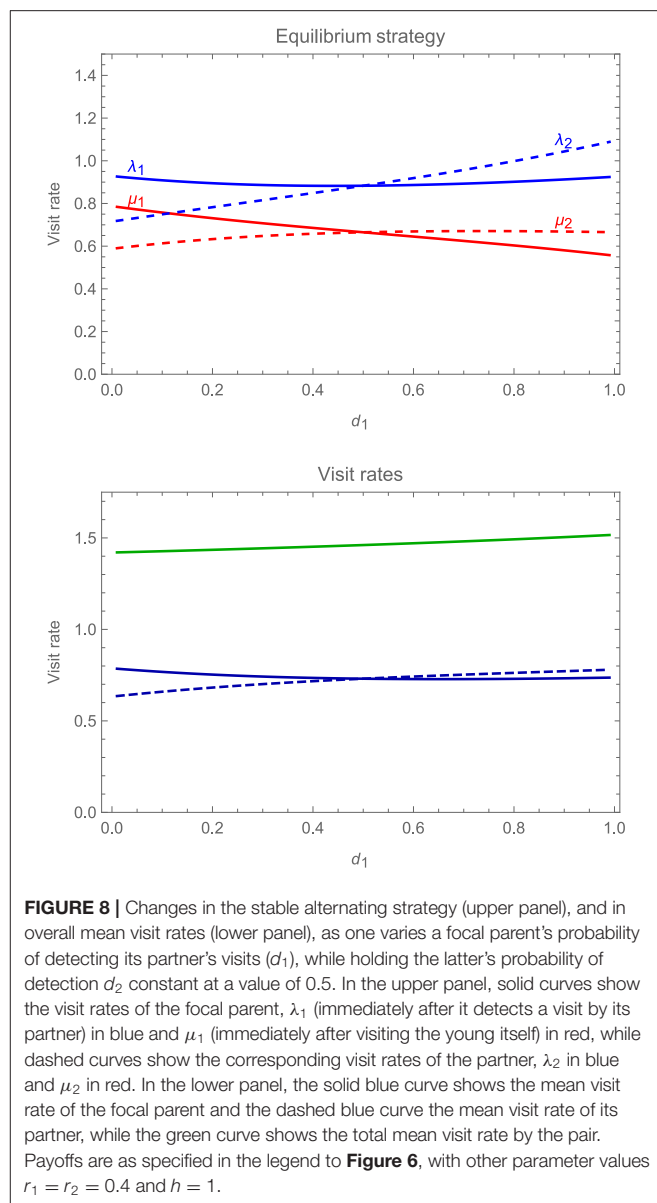 Equilibrium strategy
1.4
1.2
1.0
0.8
0.6
0.4
0.2
0.0
Visit rate
λ1
λ2
μ1
μ2
0.0 0.2 0.4 0.6 0.8 1.0
d1
Visit rates
1.5
1.0
0.5
0.0
Visit rate
0.0 0.2 0.4 0.6 0.8 1.0
d1
FIGURE 8 | Changes in the stable alternating strategy (upper panel), and in
overall mean visit rates (lower panel), as one varies a focal parent's probability
of detecting its partner's visits (d1), while holding the latter's probability of
detection d2 constant at a value of 0.5. In the upper panel, solid curves show
the visit rates of the focal parent, λ1 (immediately after it detects a visit by its
partner) in blue and μ1 (immediately after visiting the young itself) in red, while
dashed curves show the corresponding visit rates of the partner, λ2 in blue
and μ2 in red. In the lower panel, the solid blue curve shows the mean visit
rate of the focal parent and the dashed blue curve the mean visit rate of its
partner, while the green curve shows the total mean visit rate by the pair.
Payoffs are as specified in the legend to Figure 6, with other parameter values
r1 = r2 = 0.4 and h = 1.